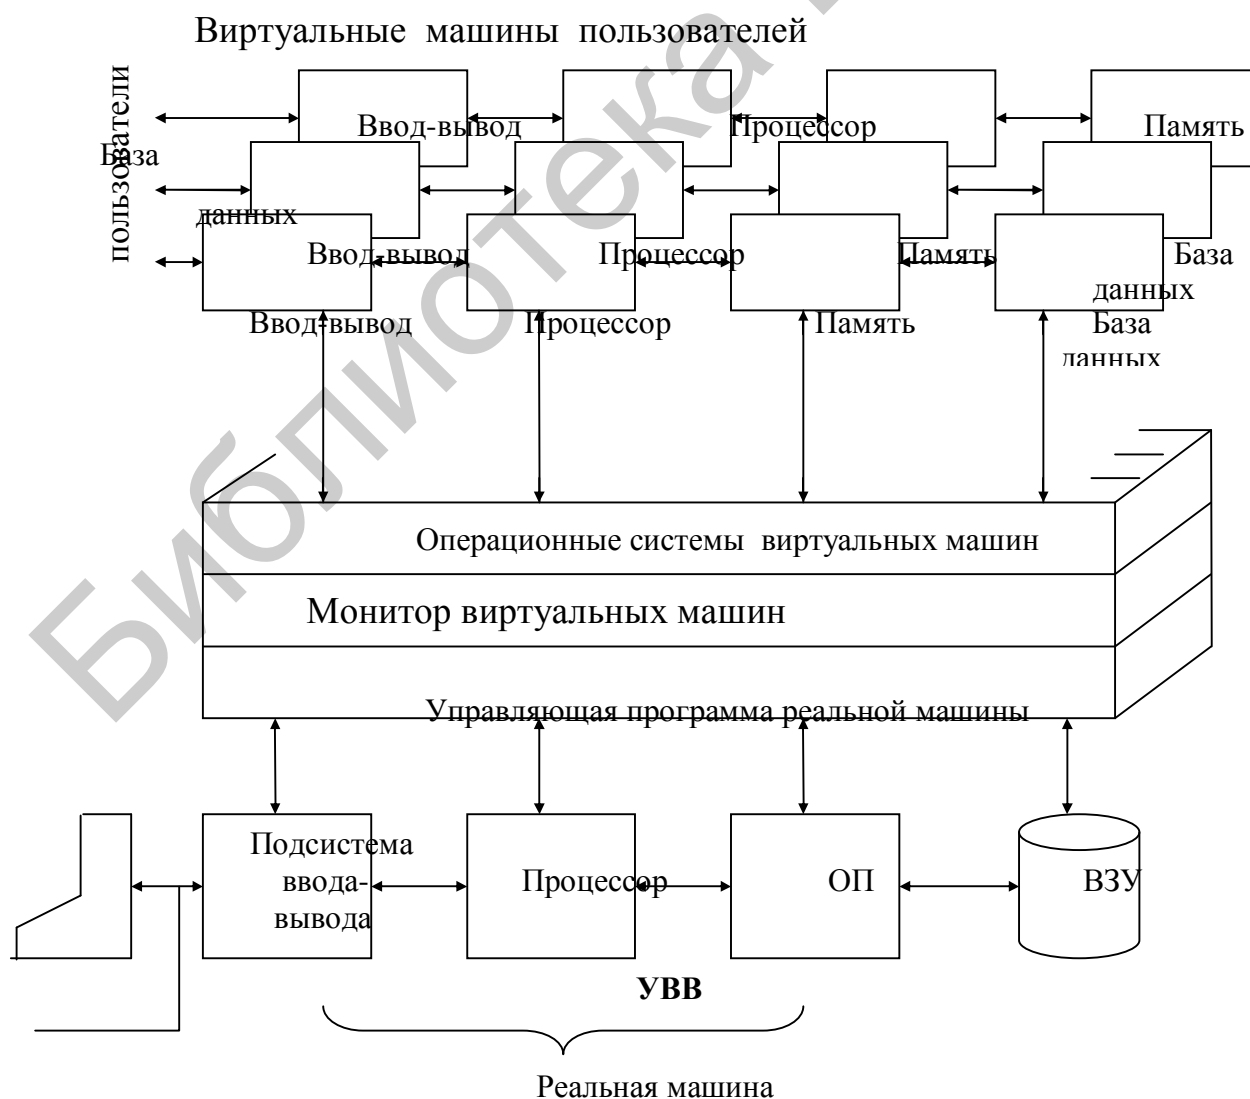 Виртуальные машины пользователей
пользователи
Ввод-вывод Процессор Память
База
данных
Ввод-вывод Процессор Память База
данных
Ввод-вывод Процессор Память База
данных
Операционные системы виртуальных машин
Монитор виртуальных машин
Управляющая программа реальной машины
Подсистема
ввода-
вывода
Процессор
ОП
ВЗУ
УВВ
Реальная машина
Библиотека